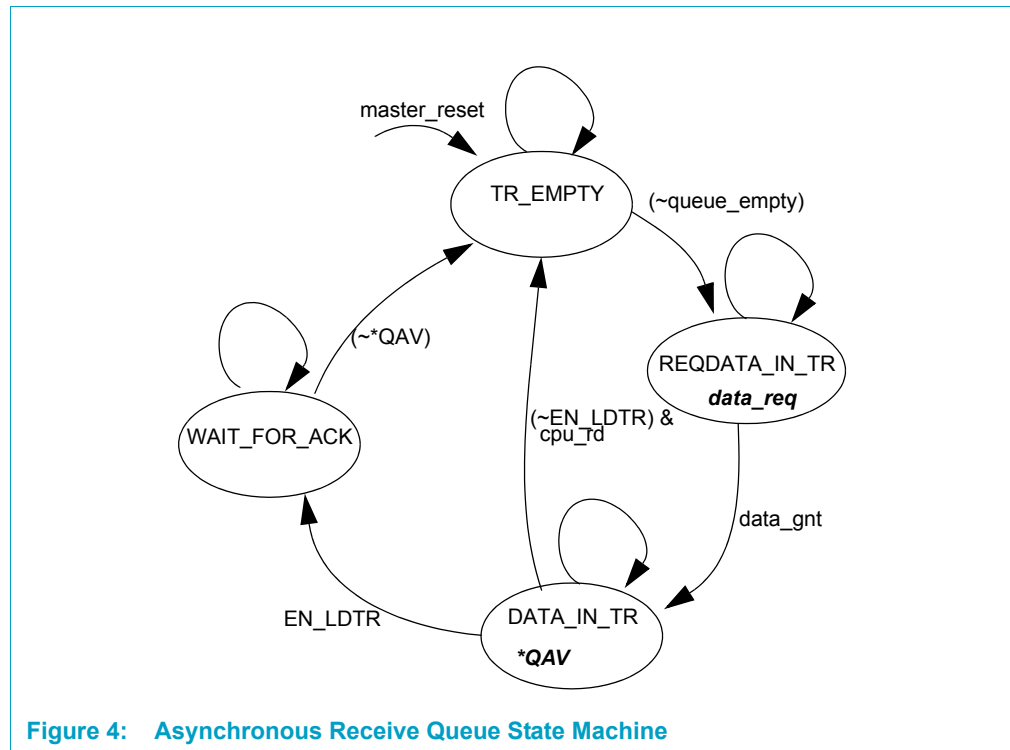 master_reset
TR_EMPTY
(~queue_empty)
REQDATA_IN_TR
data_req
(~*QAV)
WAIT_FOR_ACK
(~EN_LDTR) &
cpu_rd
data_gnt
EN_LDTR
DATA_IN_TR
*QAV
Figure 4: Asynchronous Receive Queue State Machine